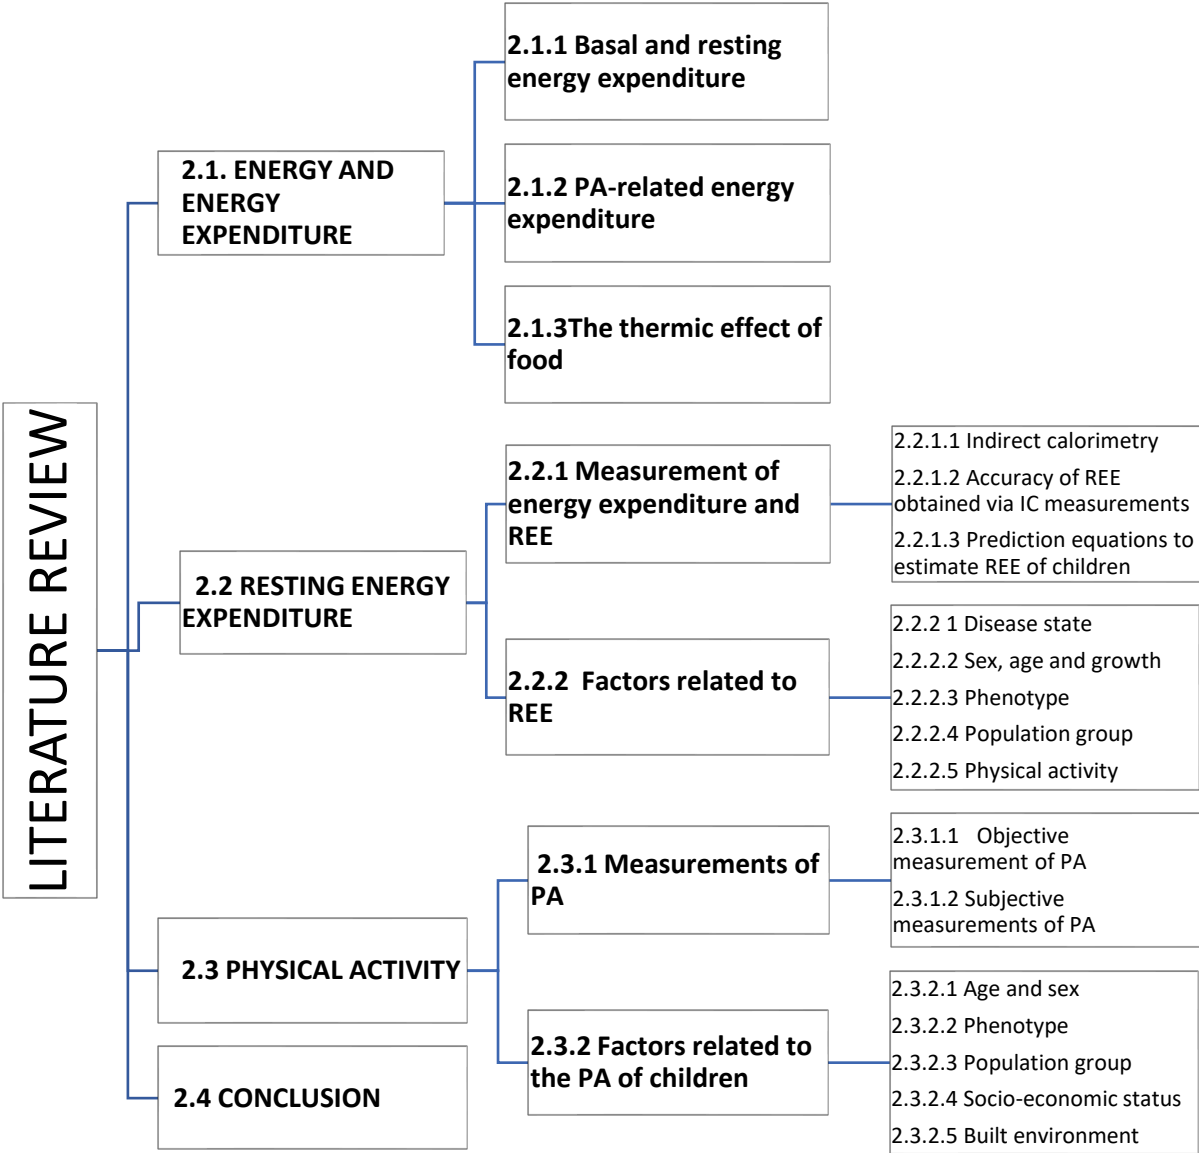 LITERATURE REVIEW
2.1. ENERGY AND
ENERGY
EXPENDITURE
2.1.1 Basal and resting
energy expenditure
2.1.2 PA-related energy
expenditure
2.1.3The thermic effect of
food
2.2 RESTING ENERGY
EXPENDITURE
2.2.1 Measurement of
energy expenditure and
REE
2.2.1.1 Indirect calorimetry
2.2.1.2 Accuracy of REE
obtained via IC measurements
2.2.1.3 Prediction equations to
estimate REE of children
2.2.2 Factors related to
REE
2.2.2 1 Disease state
2.2.2.2 Sex, age and growth
2.2.2.3 Phenotype
2.2.2.4 Population group
2.2.2.5 Physical activity
2.3 PHYSICAL ACTIVITY
2.3.1 Measurements of
PA
2.3.1.1 Objective
measurement of PA
2.3.1.2 Subjective
measurements of PA
2.3.2 Factors related to
the PA of children
2.3.2.1 Age and sex
2.3.2.2 Phenotype
2.3.2.3 Population group
2.3.2.4 Socio-economic status
2.3.2.5 Built environment
2.4 CONCLUSION